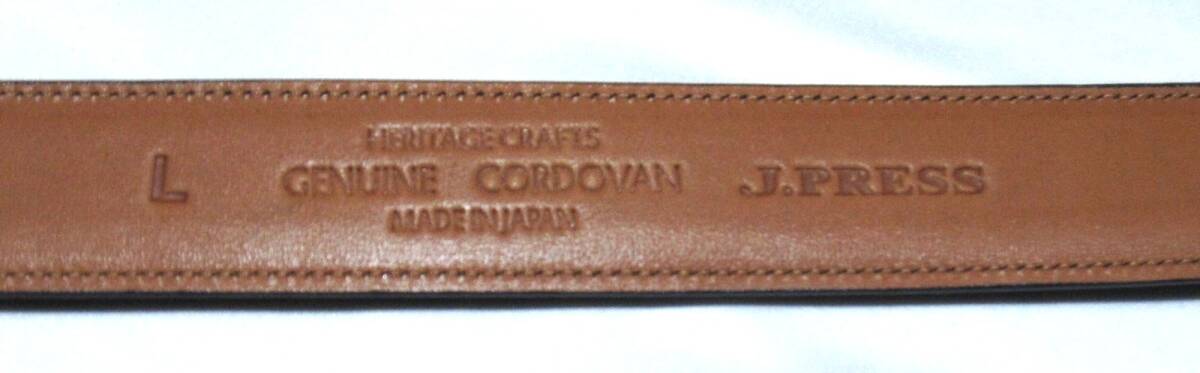 L
HERITAGE CRAFTS
GENUINE CORDOVAN
MADE IN JAPAN
J.PRESS